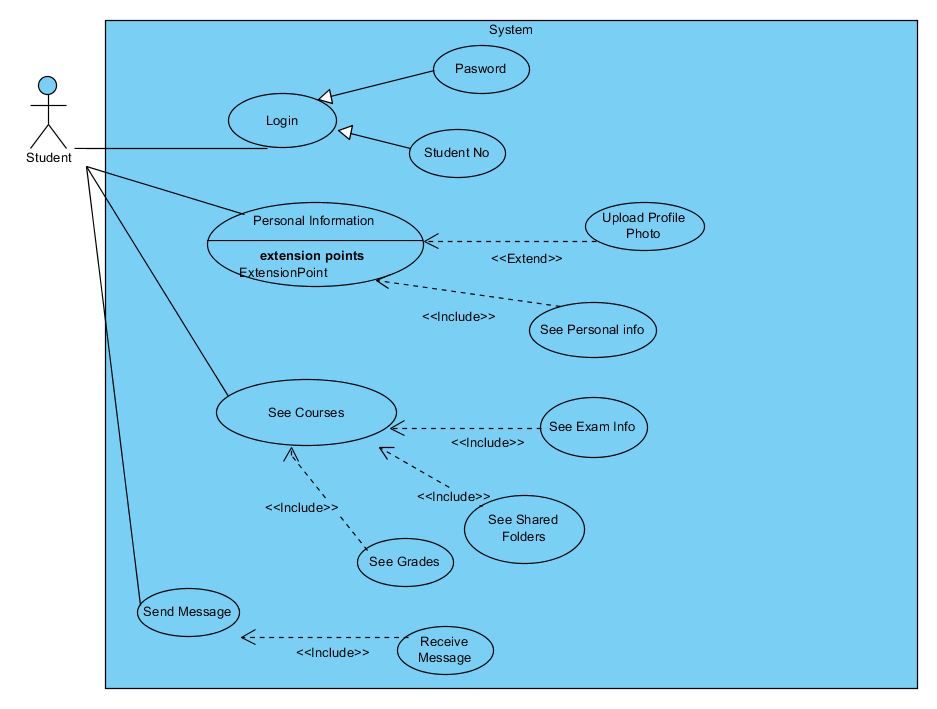 System
Pasword
Login
Student No
Student
Personal Information
extension points
ExtensionPoint
Upload Profile
Photo
<<Extend>>
<<Include>>
See Personal info
See Courses
See Exam Info
<<Include>>
<<Include>>
<<Include>>
See Shared
Folders
See Grades
Send Message
Receive
Message
<<Include>>